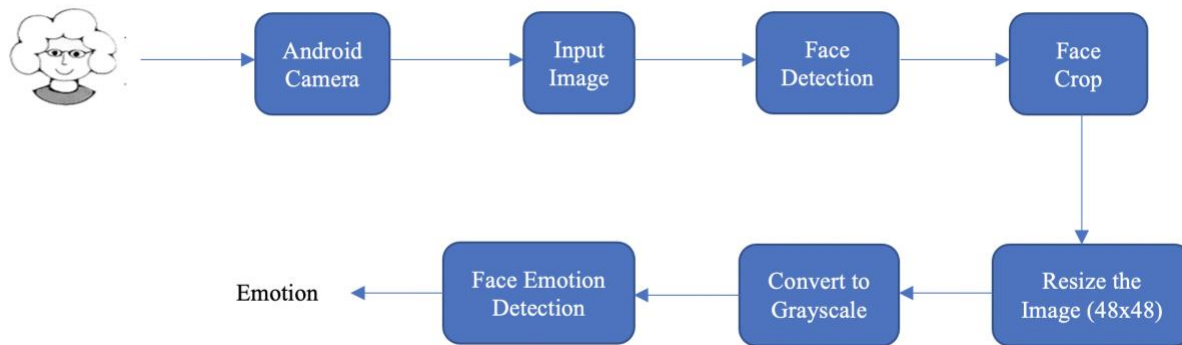 Android
Camera
Input
Image
Face
Detection
Face
Crop
Resize the
Image (48x48)
Convert to
Grayscale
Face Emotion
Detection
Emotion